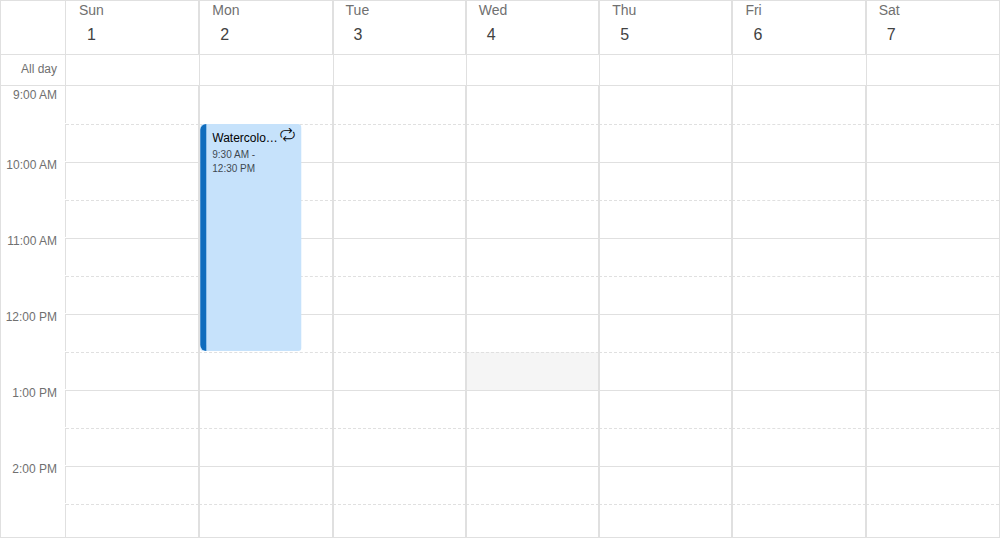 Sun Mon Tue Wed Thu Fri Sat
1 2 3 4 5 6 7
All day
9:00 AM
Watercolo…
9:30 AM -
12:30 PM
10:00 AM
11:00 AM
12:00 PM
1:00 PM
2:00 PM